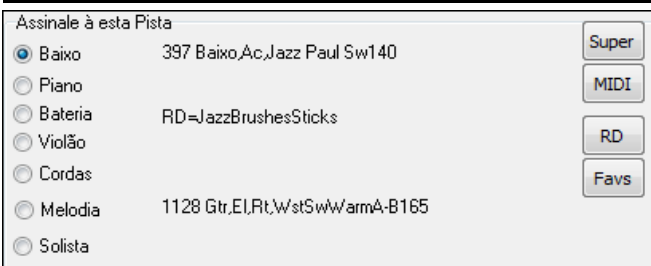 Assinale à esta Pista
Baixo 397 Baixo,Ac,Jazz Paul Sw140
Super
Piano
MIDI
Bateria RD=JazzBrushesSticks
RD
Violão
Cordas
Favs
Melodia 1128 Gtr,El,Rt,WstSwWarmA-B165
Solista